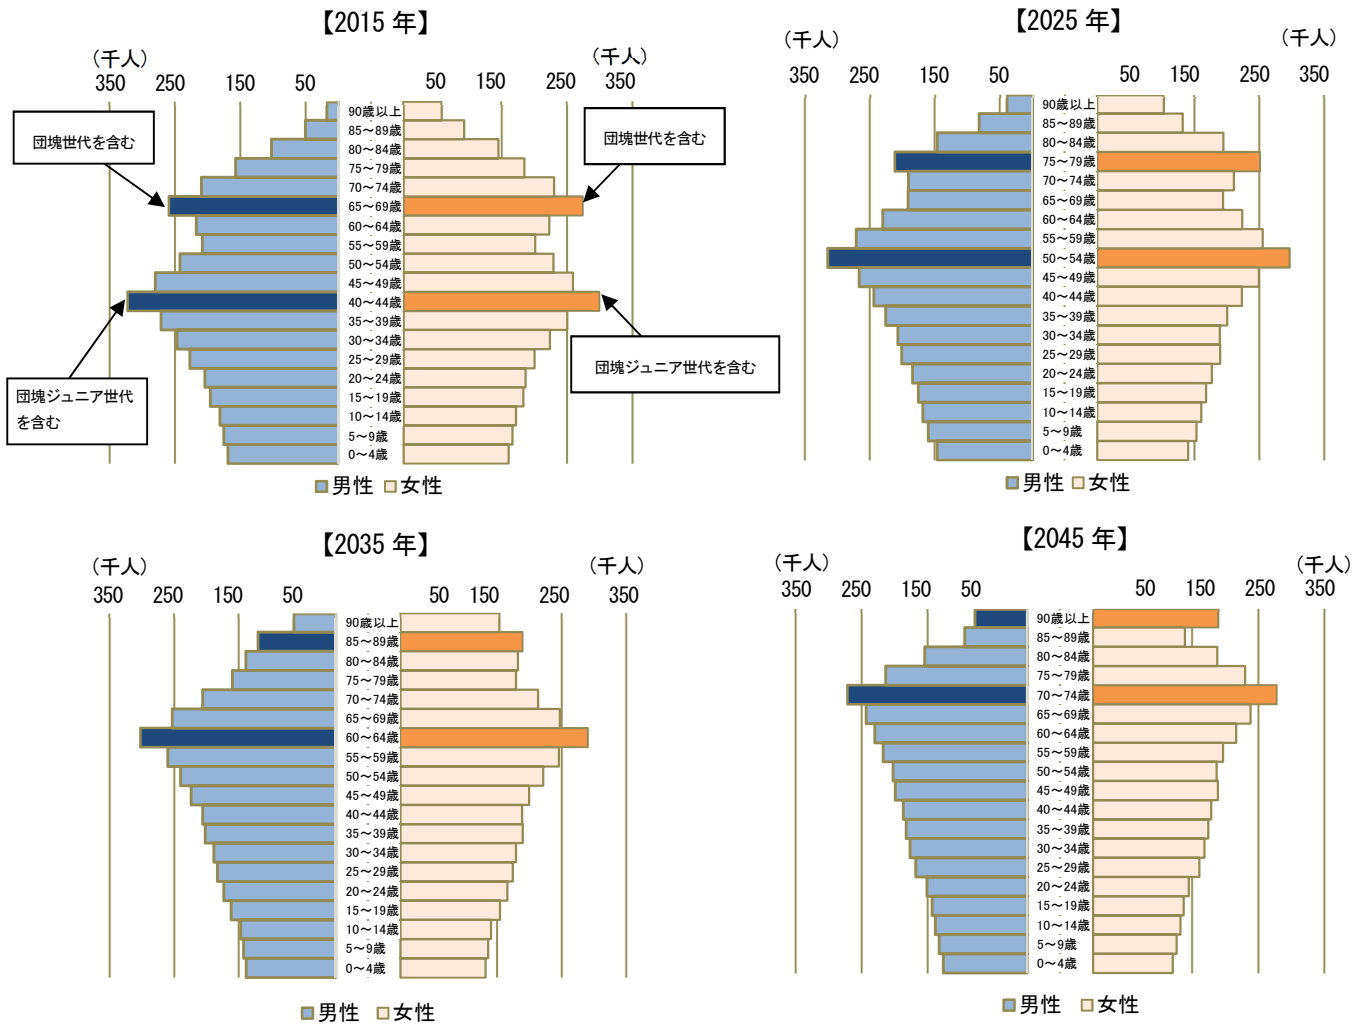 【2015 年】
(千人)
(千人)
350 250 150 50
50 150 250 350
90歳以上
85～89歳
80～84歳
75～79歳
70～74歳
65～69歳
60～64歳
55～59歳
50～54歳
45～49歳
40～44歳
35～39歳
30～34歳
25～29歳
20～24歳
15～19歳
10～14歳
5～9歳
0～4歳
団塊世代を含む
団塊世代を含む
団塊ジュニア世代
を含む
団塊ジュニア世代を含む
男性 女性
【2025 年】
(千人)
(千人)
350 250 150 50
50 150 250 350
90歳以上
85～89歳
80～84歳
75～79歳
70～74歳
65～69歳
60～64歳
55～59歳
50～54歳
45～49歳
40～44歳
35～39歳
30～34歳
25～29歳
20～24歳
15～19歳
10～14歳
5～9歳
0～4歳
男性 女性
【2035 年】
(千人)
(千人)
350 250 150 50
50 150 250 350
90歳以上
85～89歳
80～84歳
75～79歳
70～74歳
65～69歳
60～64歳
55～59歳
50～54歳
45～49歳
40～44歳
35～39歳
30～34歳
25～29歳
20～24歳
15～19歳
10～14歳
5～9歳
0～4歳
男性 女性
【2045 年】
(千人)
(千人)
350 250 150 50
50 150 250 350
90歳以上
85～89歳
80～84歳
75～79歳
70～74歳
65～69歳
60～64歳
55～59歳
50～54歳
45～49歳
40～44歳
35～39歳
30～34歳
25～29歳
20～24歳
15～19歳
10～14歳
5～9歳
0～4歳
男性 女性